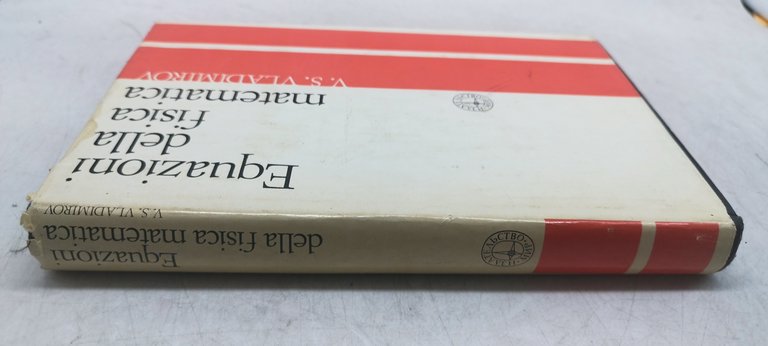 V. S. VLADIMIROV
Equazioni
della
fisica
matematica
Equazioni
della fisica matematica
V. S. VLADIMIROV